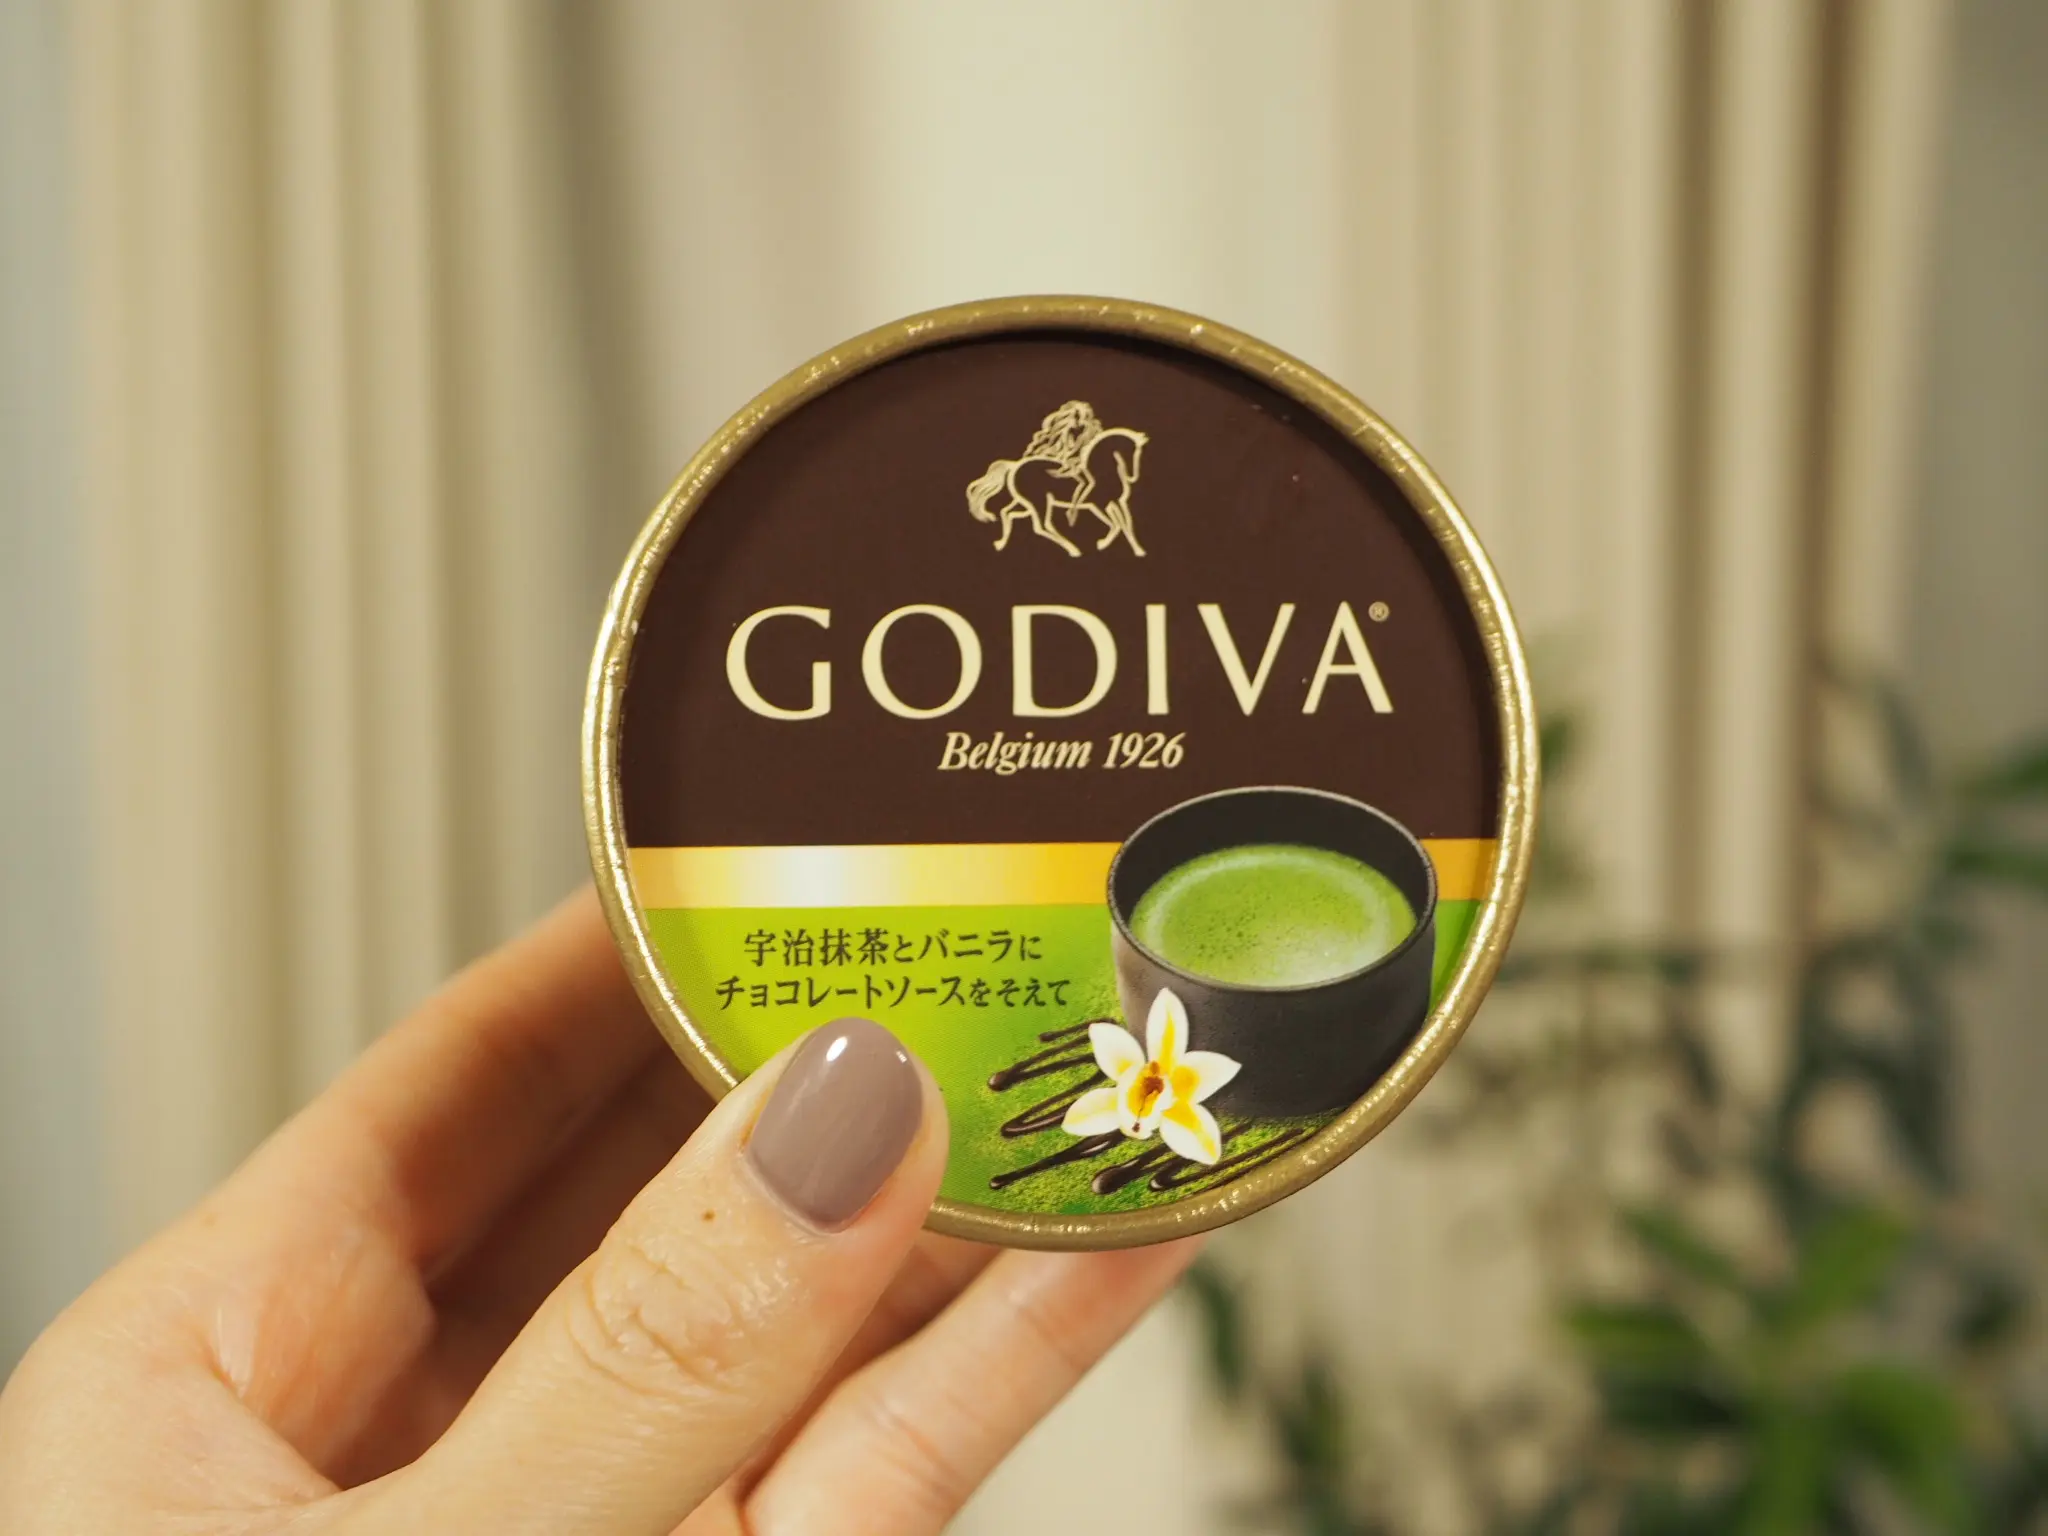 GODIVA®
Belgium 1926
宇治抹茶とバニラに
チョコレートソースをそえて